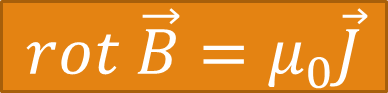 rot B⃗ = μ₀J⃗